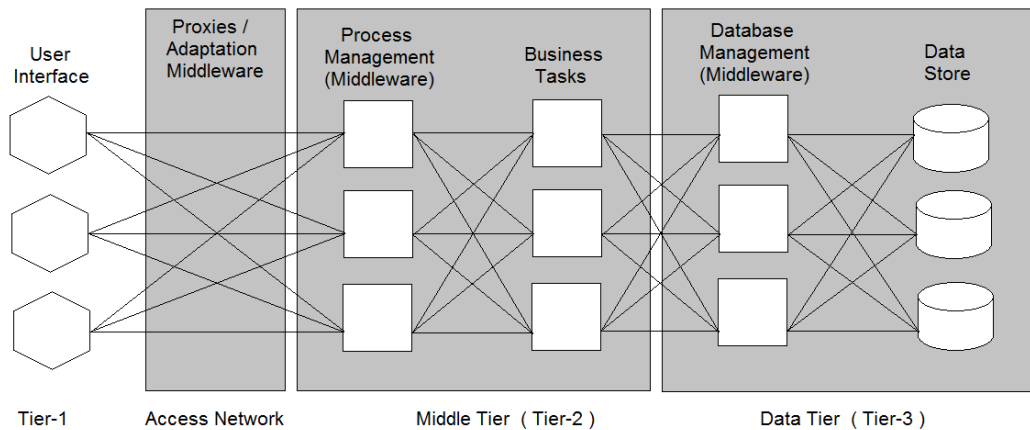 User
Interface
Proxies /
Adaptation
Middleware
Process
Management
(Middleware)
Business
Tasks
Database
Management
(Middleware)
Data
Store
Tier-1
Access Network
Middle Tier ( Tier-2 )
Data Tier ( Tier-3 )